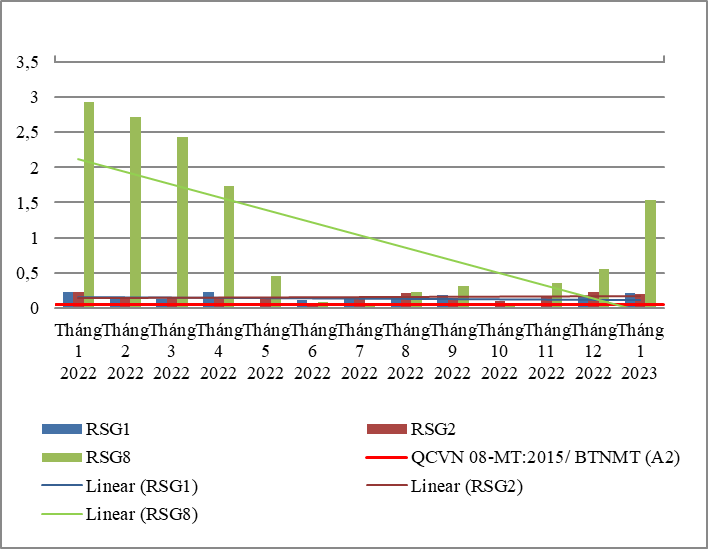 3,5
3
2,5
2
1,5
1
0,5
0
Tháng Tháng Tháng Tháng Tháng Tháng Tháng Tháng Tháng Tháng Tháng Tháng Tháng
1 2 3 4 5 6 7 8 9 10 11 12 1
2022 2022 2022 2022 2022 2022 2022 2022 2022 2022 2022 2022 2023
RSG1 RSG2
RSG8 QCVN 08-MT:2015/ BTNMT (A2)
Linear (RSG1) Linear (RSG2)
Linear (RSG8)